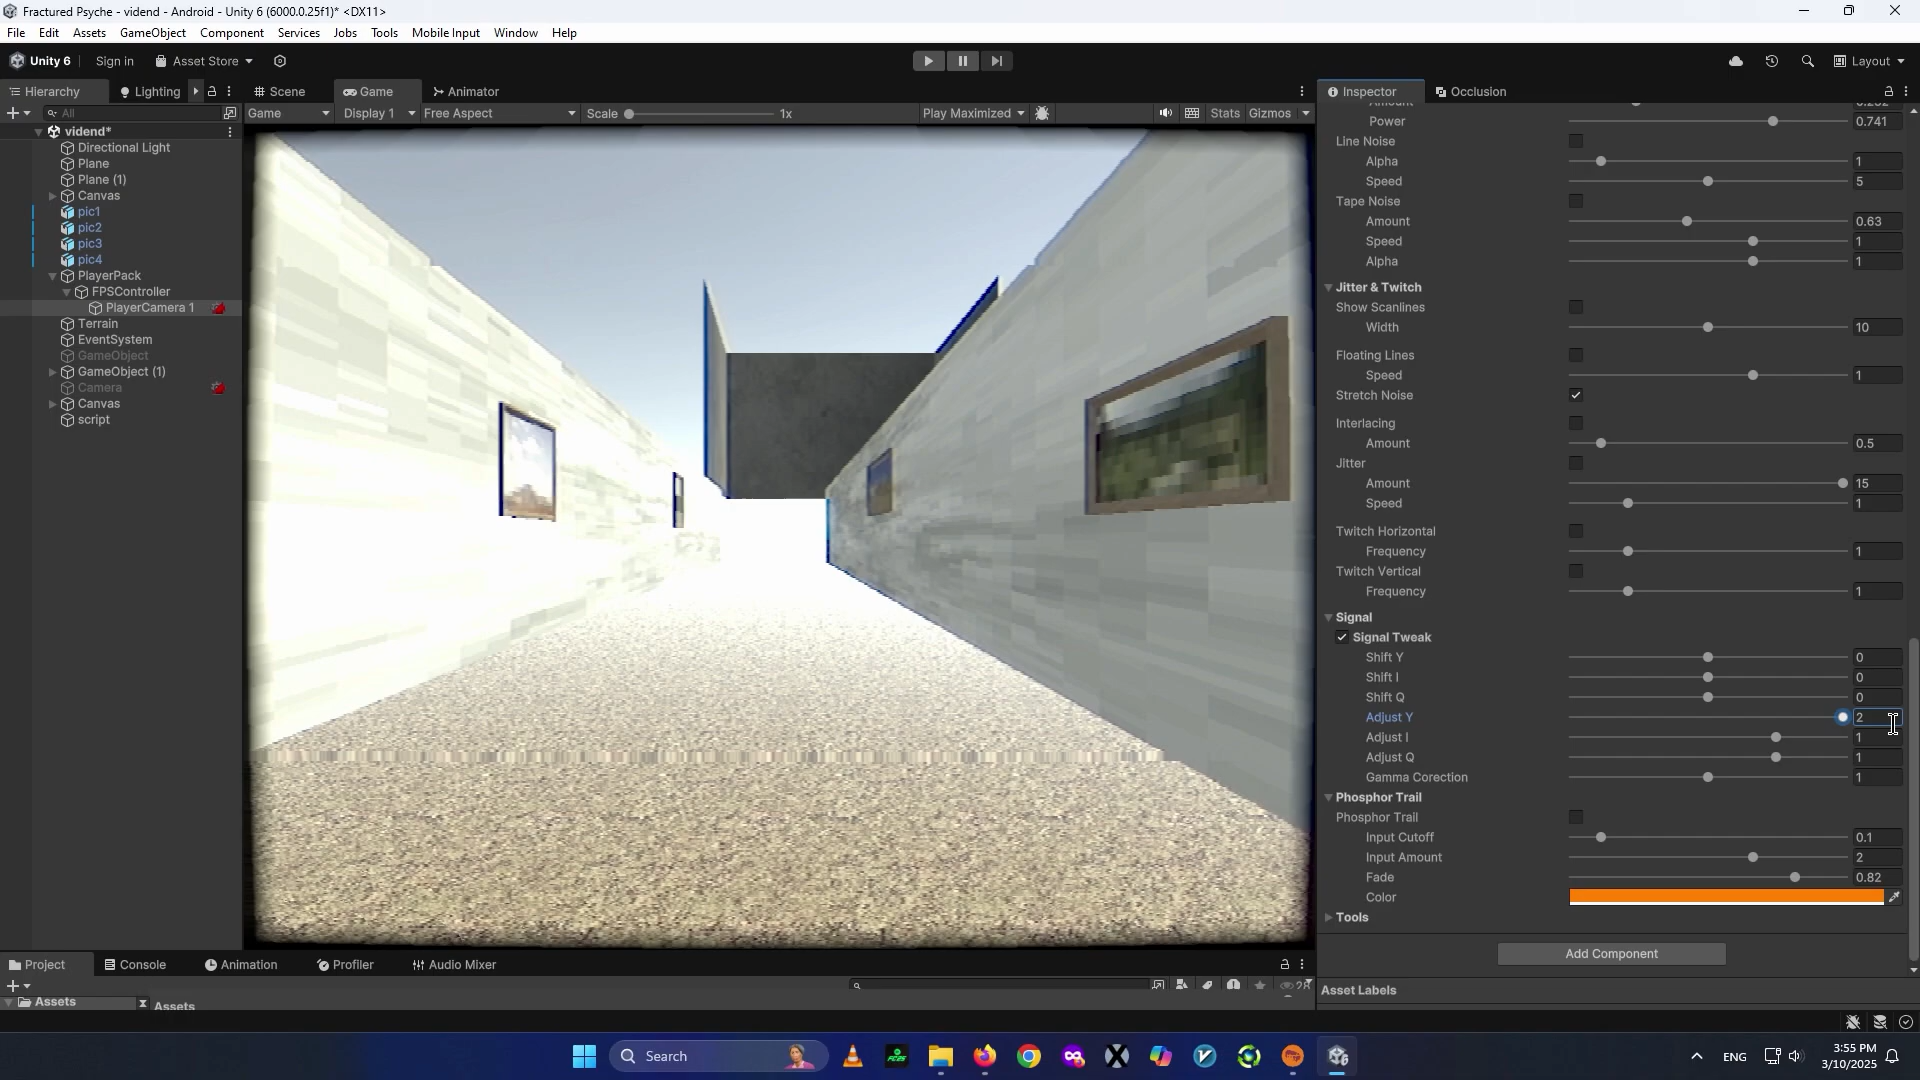 Fractured Psyche - vidend - Android - Unity 6 (6000.0.25f1)* <DX11>
File Edit Assets GameObject Component Services Jobs Tools Mobile Input Window Help
Unity 6 Sign in Asset Store Layout
Hierarchy Lighting Scene Game Animator Inspector Occlusion
All Game Display 1 Free Aspect Scale 1x Play Maximized Stats Gizmos
vidend*
Directional Light
Plane
Plane (1)
Canvas
pic1
pic2
pic3
pic4
PlayerPack
FPSController
PlayerCamera 1
Terrain
EventSystem
GameObject
GameObject (1)
Camera
Canvas
script
Amount 0.232
Power 0.741
Line Noise
Alpha 1
Speed 5
Tape Noise
Amount 0.63
Speed 1
Alpha 1
Jitter & Twitch
Show Scanlines
Width 10
Floating Lines
Speed 1
Stretch Noise
Interlacing
Amount 0.5
Jitter
Amount 15
Speed 1
Twitch Horizontal
Frequency 1
Twitch Vertical
Frequency 1
Signal
Signal Tweak
Shift Y 0
Shift I 0
Shift Q 0
Adjust Y 2
Adjust I 1
Adjust Q 1
Gamma Corection 1
Phosphor Trail
Phosphor Trail
Input Cutoff 0.1
Input Amount 2
Fade 0.82
Color
Tools
Add Component
Asset Labels
Project Console Animation Profiler Audio Mixer
28
Assets Assets
Search ENG 3:55 PM
3/10/2025